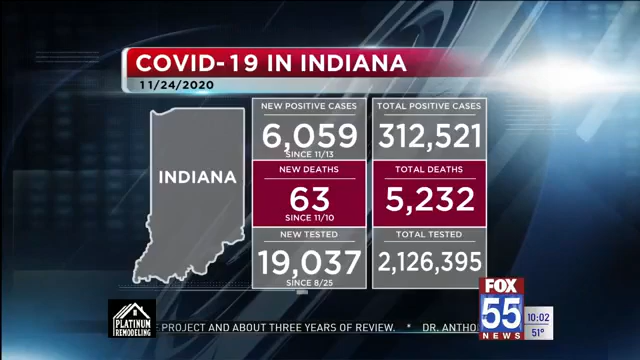 COVID-19 IN INDIANA
11/24/2020
INDIANA
NEW POSITIVE CASES
6,059
SINCE 11/13
TOTAL POSITIVE CASES
312,521
NEW DEATHS
63
SINCE 11/10
TOTAL DEATHS
5,232
NEW TESTED
19,037
SINCE 8/25
TOTAL TESTED
2,126,395
PLATINUM
REMODELING
E PROJECT AND ABOUT THREE YEARS OF REVIEW. * DR. ANTHO
FOX
55
NEWS
10:02
51°